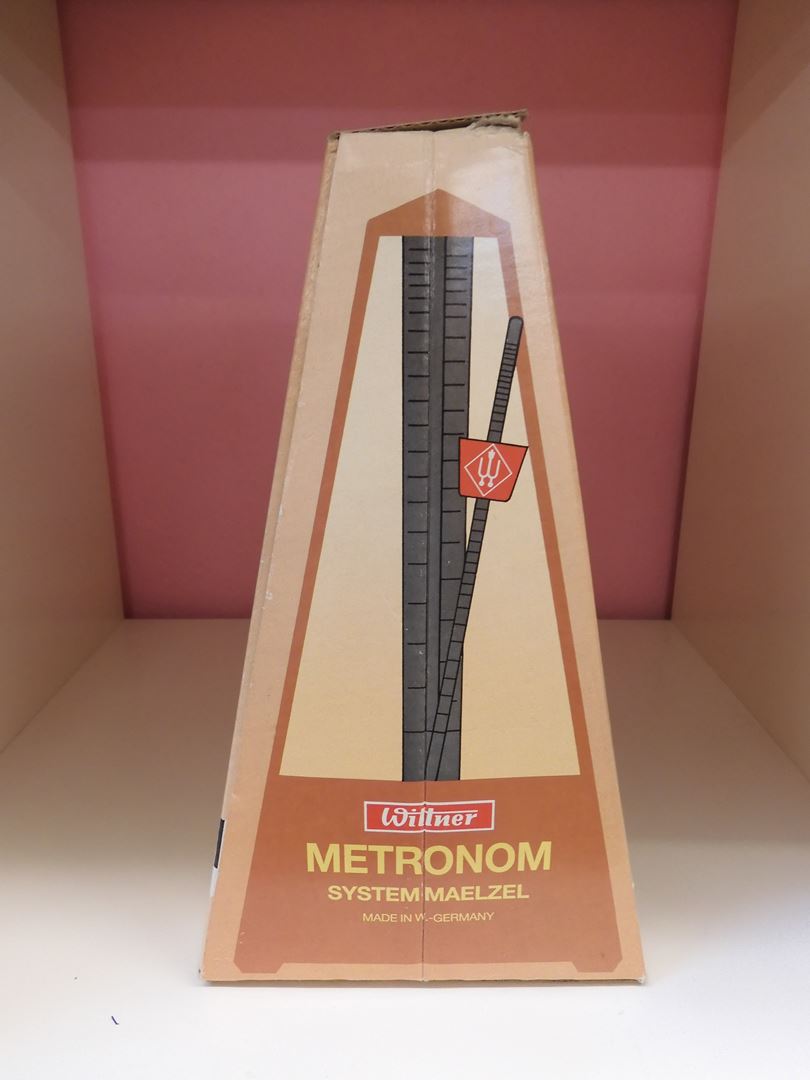 Wittner
METRONOM
SYSTEM MAELZEL
MADE IN W.-GERMANY